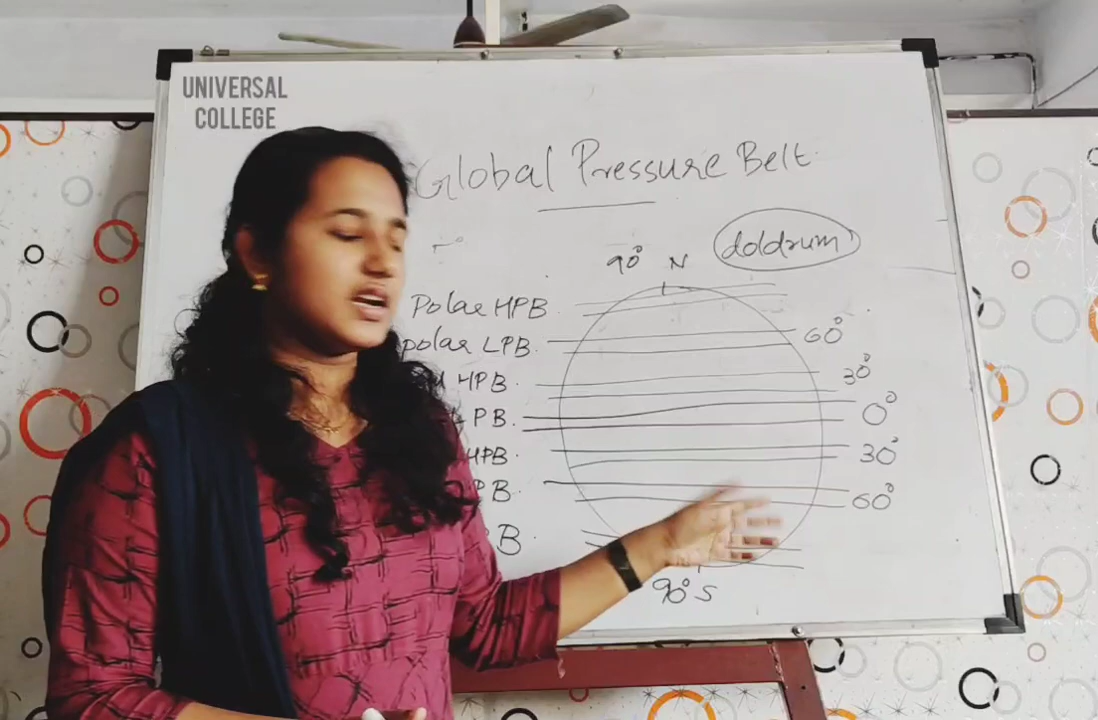 UNIVERSAL
COLLEGE
Global Pressure Belt
doldrum
90° N
Polar HPB
polar LPB 60°
HPB 30°
LPB 0°
HPB 30°
PB 60°
B
90° S